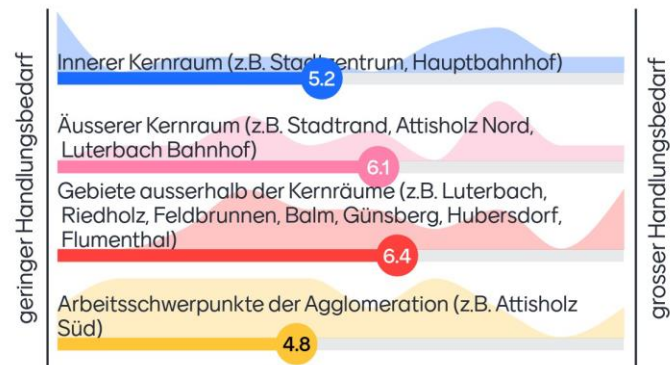 geringer Handlungsbedarf
Innerer Kernraum (z.B. Stadtzentrum, Hauptbahnhof)
5.2
Äusserer Kernraum (z.B. Stadtrand, Attisholz Nord,
Luterbach Bahnhof)
6.1
Gebiete ausserhalb der Kernräume (z.B. Luterbach,
Riedholz, Feldbrunnen, Balm, Günsberg, Hubersdorf,
Flumenthal)
6.4
Arbeitsschwerpunkte der Agglomeration (z.B. Attisholz
Süd)
4.8
grosser Handlungsbedarf